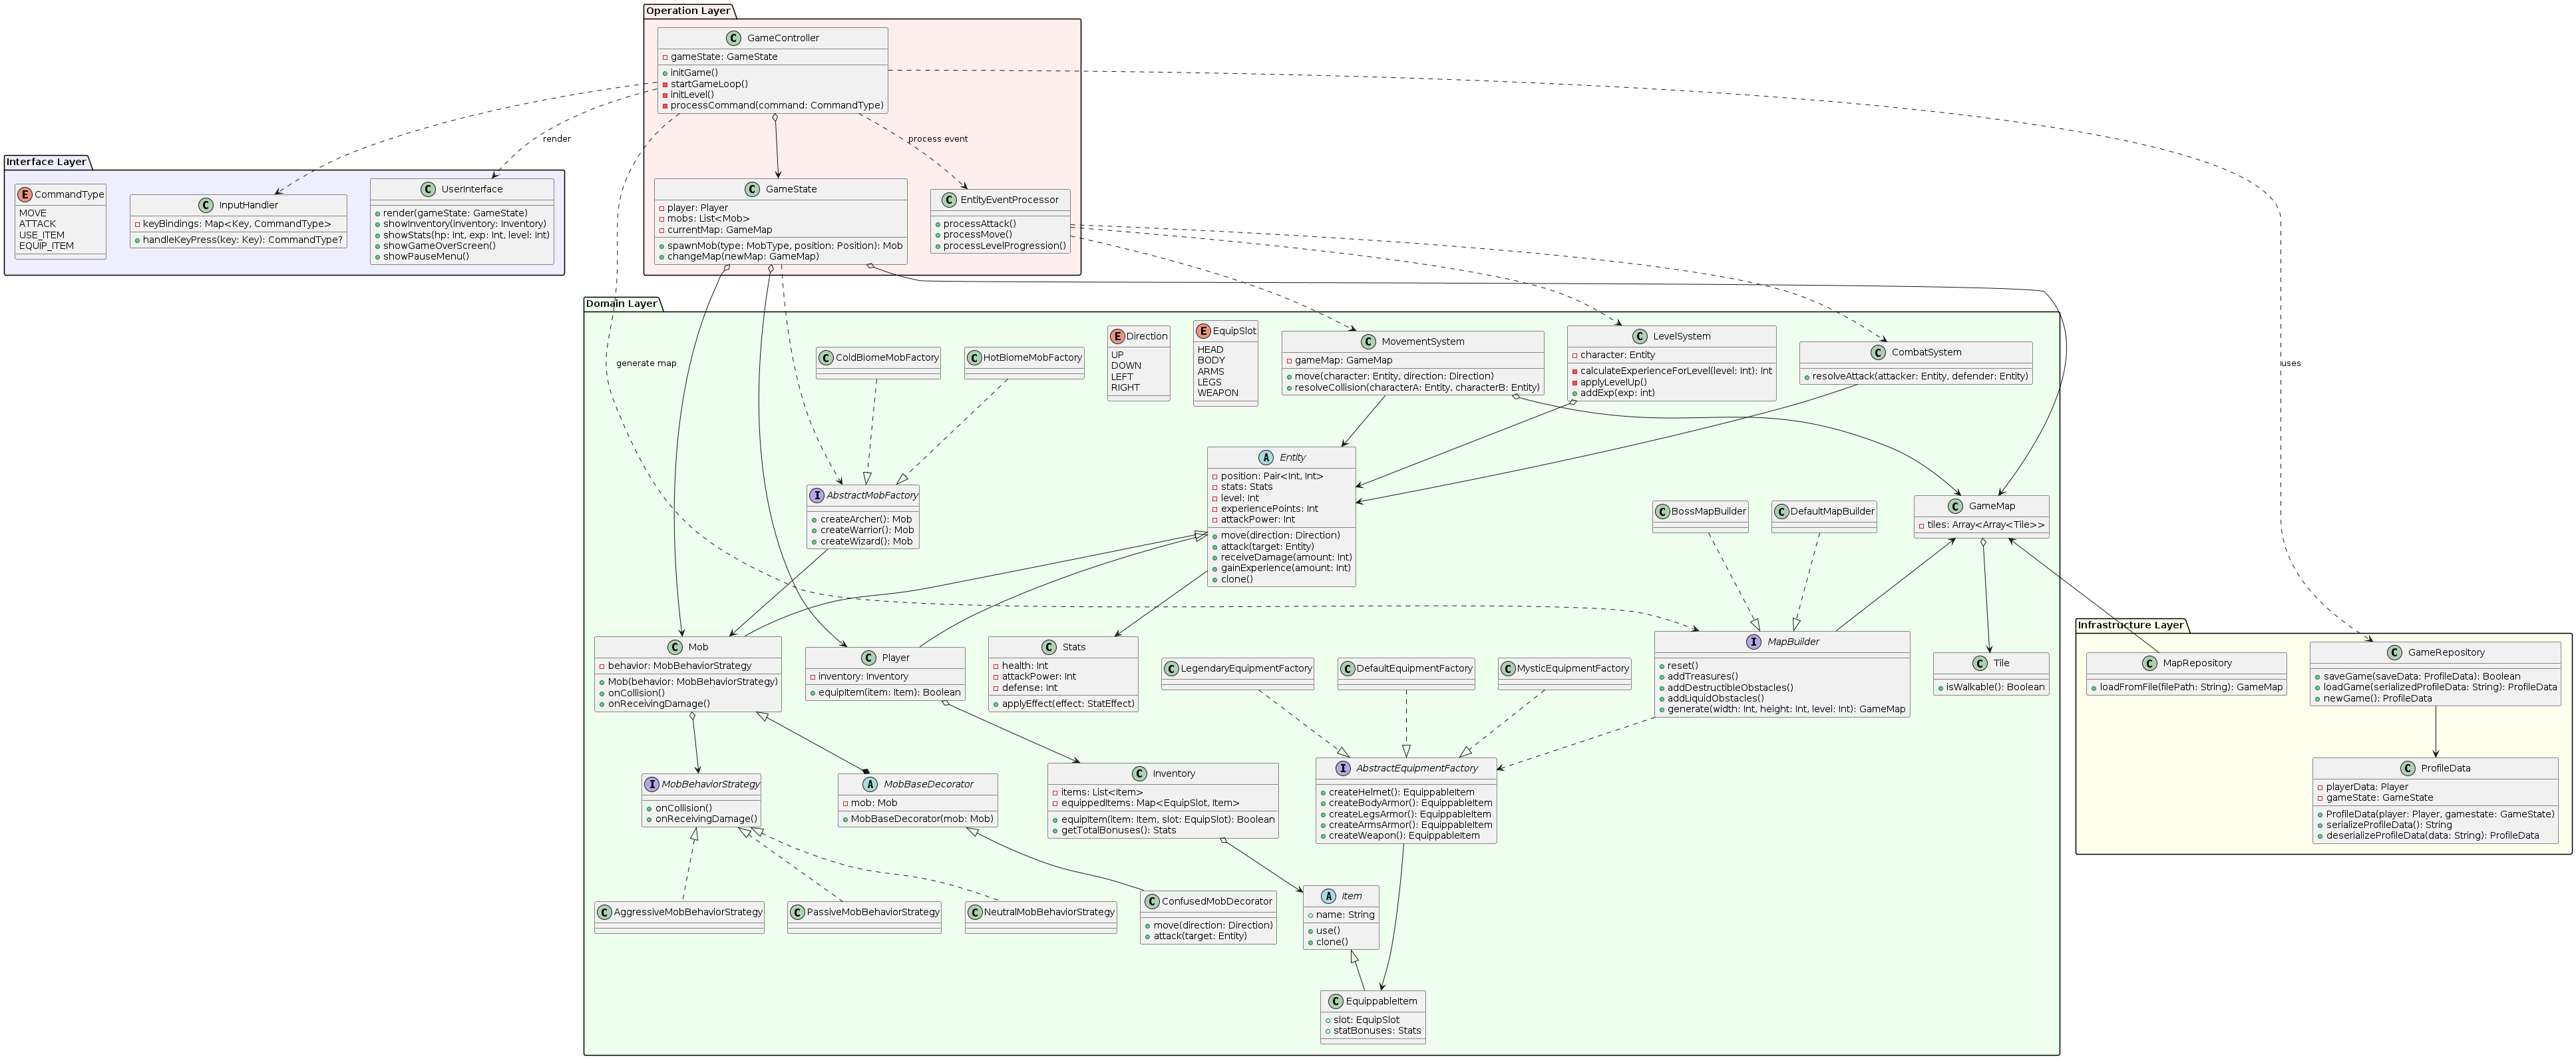 Operation Layer
C GameController
gameState: GameState
initGame()
startGameLoop()
initLevel()
processCommand(command: CommandType)
render
process event
Interface Layer
E CommandType
MOVE
ATTACK
USE_ITEM
EQUIP_ITEM
C InputHandler
keyBindings: Map<Key, CommandType>
handleKeyPress(key: Key): CommandType?
C UserInterface
render(gameState: GameState)
showInventory(inventory: Inventory)
showStats(hp: Int, exp: Int, level: Int)
showGameOverScreen()
showPauseMenu()
C GameState
player: Player
mobs: List<Mob>
currentMap: GameMap
spawnMob(type: MobType, position: Position): Mob
changeMap(newMap: GameMap)
C EntityEventProcessor
processAttack()
processMove()
processLevelProgression()
Domain Layer
generate map
uses
C ColdBiomeMobFactory
C HotBiomeMobFactory
E Direction
UP
DOWN
LEFT
RIGHT
E EquipSlot
HEAD
BODY
ARMS
LEGS
WEAPON
C MovementSystem
gameMap: GameMap
move(character: Entity, direction: Direction)
resolveCollision(characterA: Entity, characterB: Entity)
C LevelSystem
character: Entity
calculateExperienceForLevel(level: Int): Int
applyLevelUp()
addExp(exp: int)
C CombatSystem
resolveAttack(attacker: Entity, defender: Entity)
I AbstractMobFactory
createArcher(): Mob
createWarrior(): Mob
createWizard(): Mob
A Entity
position: Pair<Int, Int>
stats: Stats
level: Int
experiencePoints: Int
attackPower: Int
move(direction: Direction)
attack(target: Entity)
receiveDamage(amount: Int)
gainExperience(amount: Int)
clone()
C BossMapBuilder
C DefaultMapBuilder
C GameMap
tiles: Array<Array<Tile>>
C Mob
behavior: MobBehaviorStrategy
Mob(behavior: MobBehaviorStrategy)
onCollision()
onReceivingDamage()
C Player
inventory: Inventory
equipItem(item: Item): Boolean
C Stats
health: Int
attackPower: Int
defense: Int
applyEffect(effect: StatEffect)
C LegendaryEquipmentFactory
C DefaultEquipmentFactory
C MysticEquipmentFactory
I MapBuilder
reset()
addTreasures()
addDestructibleObstacles()
addLiquidObstacles()
generate(width: Int, height: Int, level: Int): GameMap
C Tile
isWalkable(): Boolean
Infrastructure Layer
C MapRepository
loadFromFile(filePath: String): GameMap
C GameRepository
saveGame(saveData: ProfileData): Boolean
loadGame(serializedProfileData: String): ProfileData
newGame(): ProfileData
C ProfileData
playerData: Player
gameState: GameState
ProfileData(player: Player, gamestate: GameState)
serializeProfileData(): String
deserializeProfileData(data: String): ProfileData
I MobBehaviorStrategy
onCollision()
onReceivingDamage()
A MobBaseDecorator
mob: Mob
MobBaseDecorator(mob: Mob)
C Inventory
items: List<Item>
equippedItems: Map<EquipSlot, Item>
equipItem(item: Item, slot: EquipSlot): Boolean
getTotalBonuses(): Stats
I AbstractEquipmentFactory
createHelmet(): EquippableItem
createBodyArmor(): EquippableItem
createLegsArmor(): EquippableItem
createArmsArmor(): EquippableItem
createWeapon(): EquippableItem
C AggressiveMobBehaviorStrategy
C PassiveMobBehaviorStrategy
C NeutralMobBehaviorStrategy
C ConfusedMobDecorator
move(direction: Direction)
attack(target: Entity)
A Item
name: String
use()
clone()
C EquippableItem
slot: EquipSlot
statBonuses: Stats